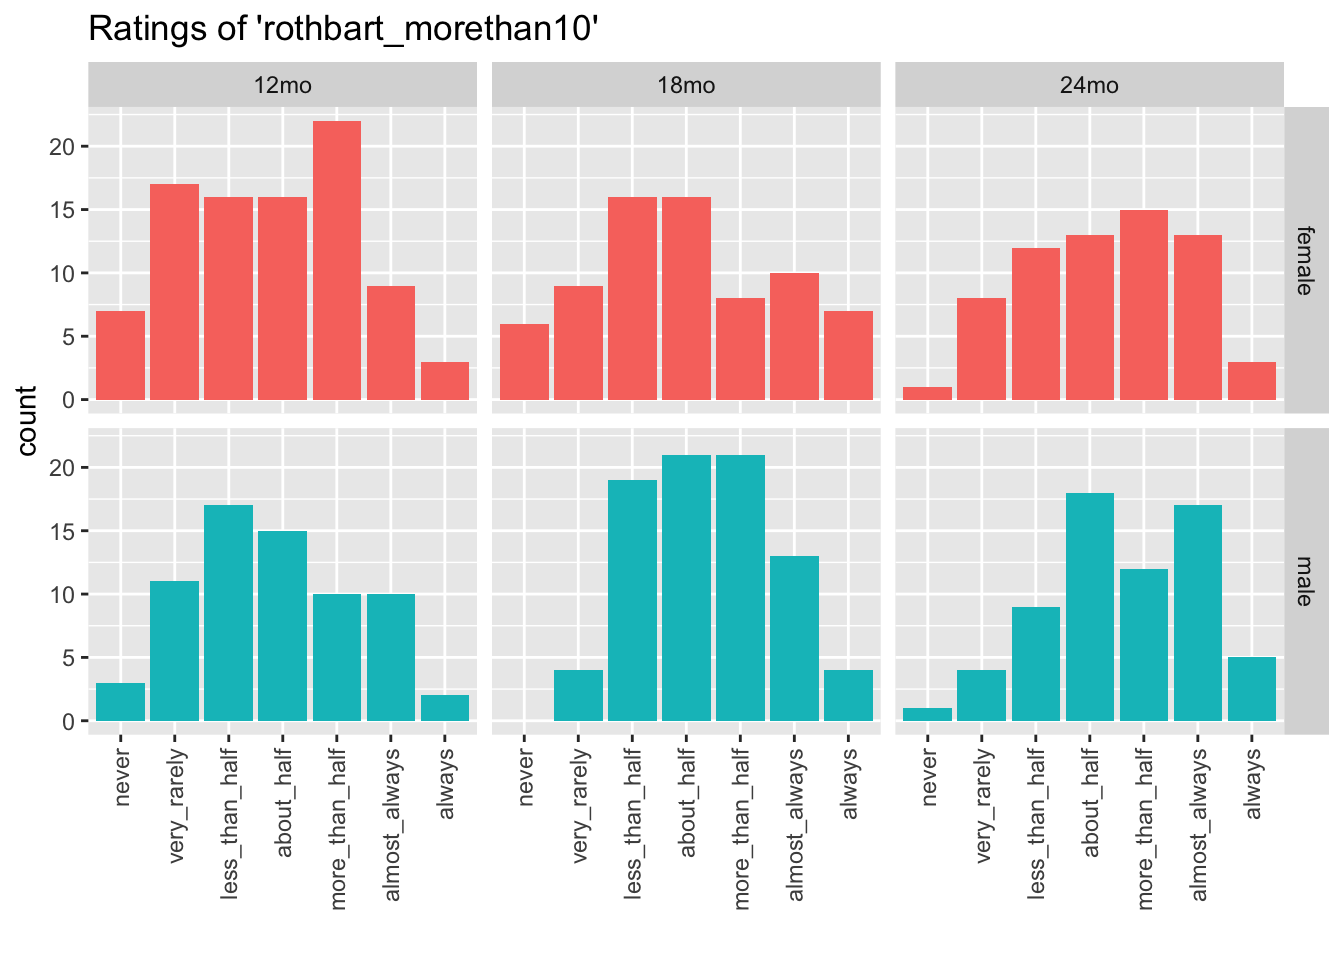 Ratings of 'rothbart_morethan10'
12mo 18mo 24mo
20
15
10
5
0
female
count
20
15
10
5
0
male
never very_rarely less_than_half about_half more_than_half almost_always always never very_rarely less_than_half about_half more_than_half almost_always always never very_rarely less_than_half about_half more_than_half almost_always always